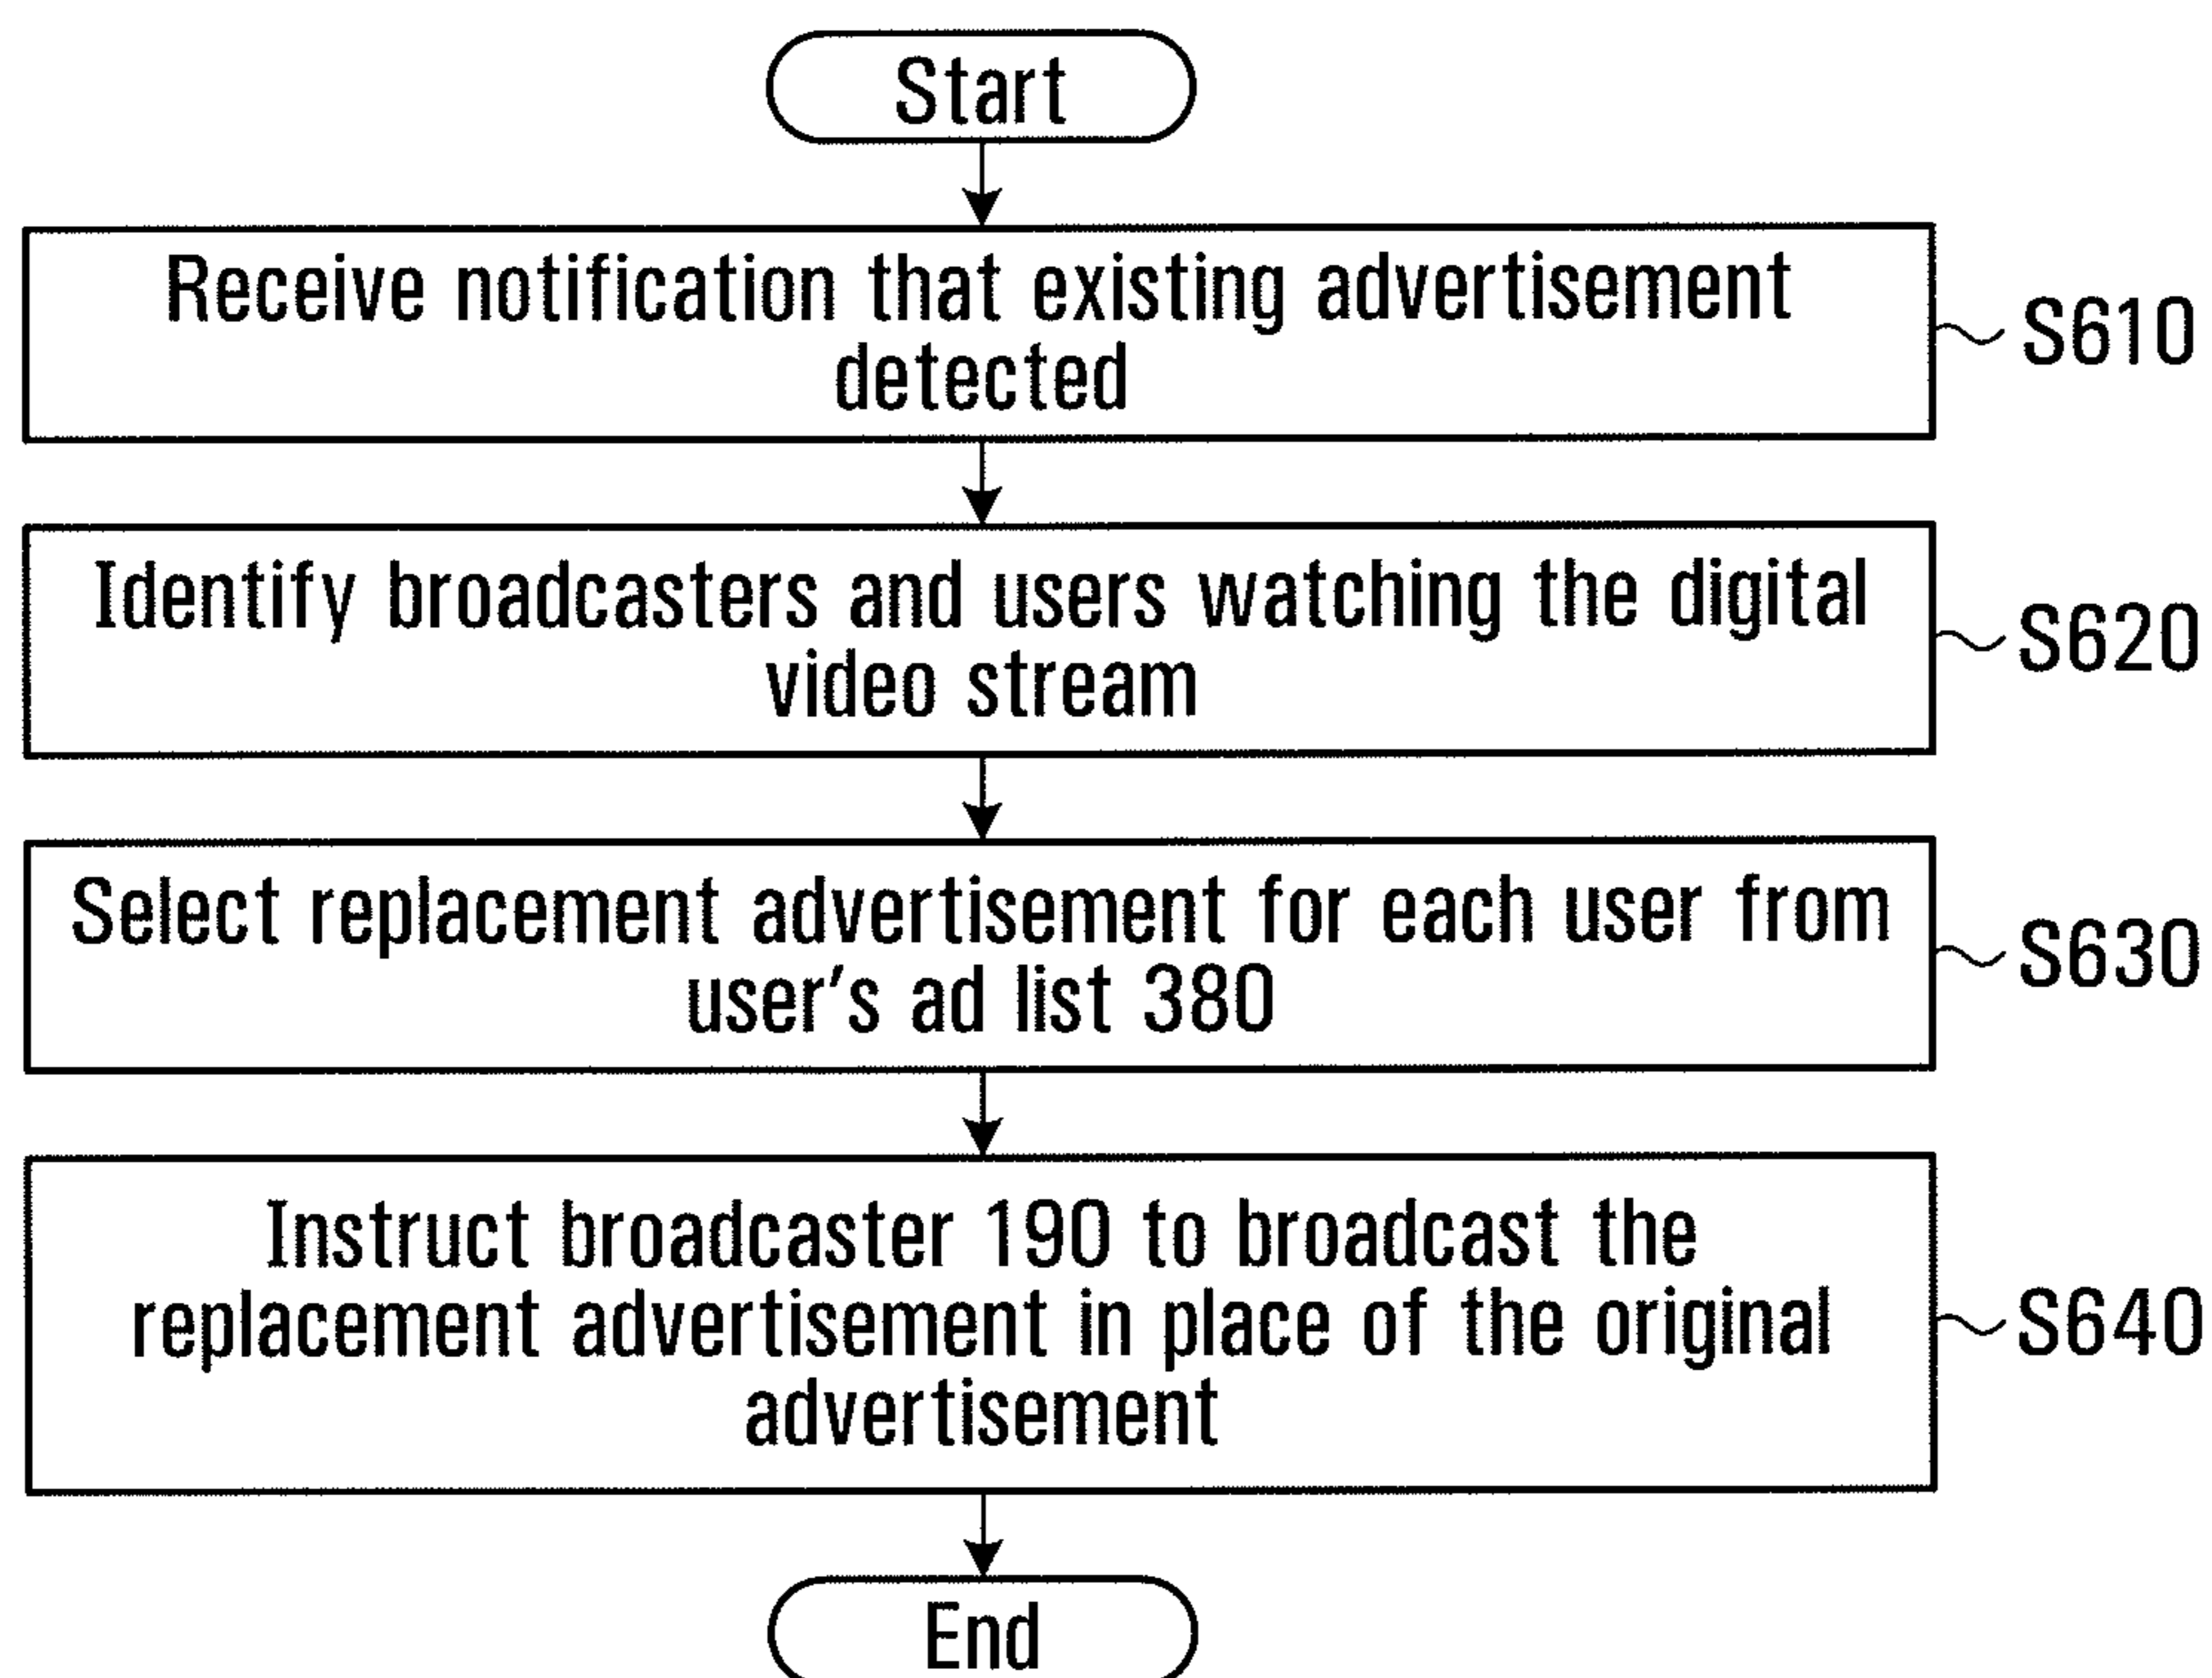 Start
Receive notification that existing advertisement
detected
S610
Identify broadcasters and users watching the digital
video stream
S620
Select replacement advertisement for each user from
user's ad list 380
S630
Instruct broadcaster 190 to broadcast the
replacement advertisement in place of the original
advertisement
S640
End